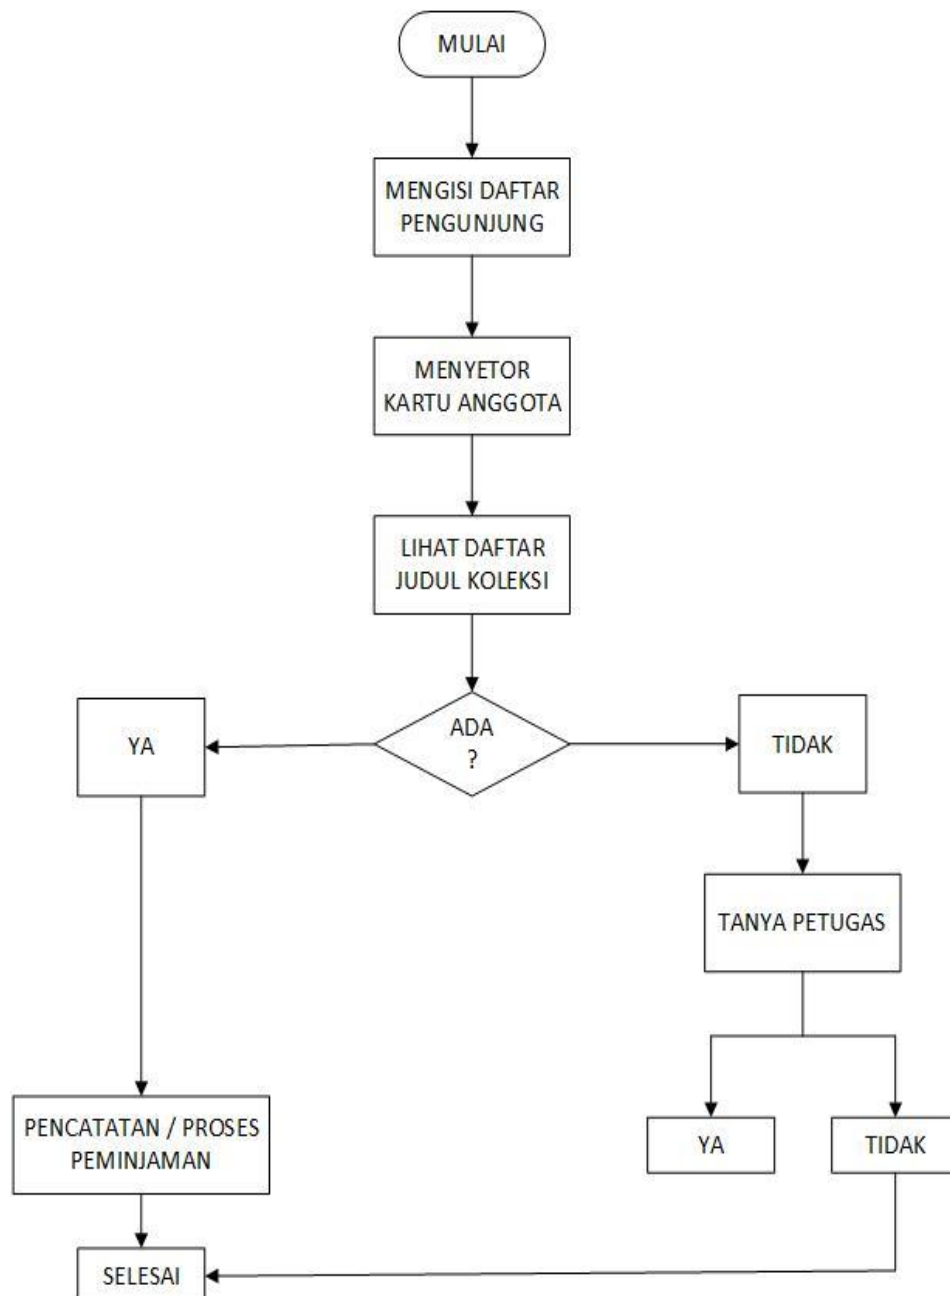 MULAI
MENGISI DAFTAR
PENGUNJUNG
MENYETOR
KARTU ANGGOTA
LIHAT DAFTAR
JUDUL KOLEKSI
YA
ADA
?
TIDAK
TANYA PETUGAS
PENCATATAN / PROSES
PEMINJAMAN
YA
TIDAK
SELESAI